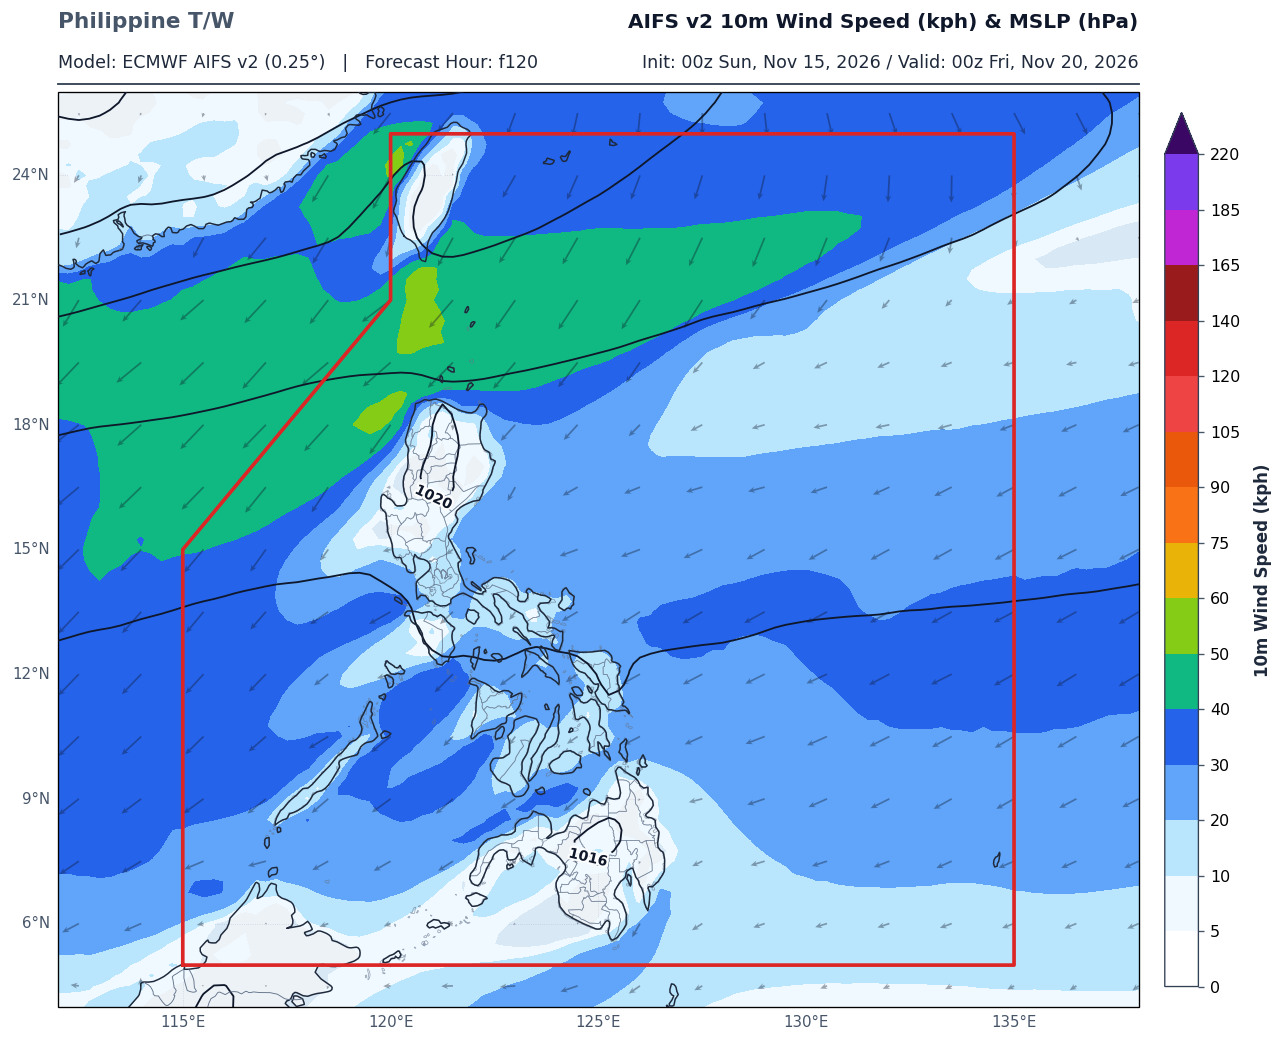 Philippine T/W
AIFS v2 10m Wind Speed (kph) & MSLP (hPa)
Model: ECMWF AIFS v2 (0.25°) | Forecast Hour: f120
Init: 00z Sun, Nov 15, 2026 / Valid: 00z Fri, Nov 20, 2026
24°N
21°N
18°N
15°N
12°N
9°N
6°N
115°E
120°E
125°E
130°E
135°E
1020
1016
220
185
165
140
120
105
90
75
60
50
40
30
20
10
5
0
10m Wind Speed (kph)